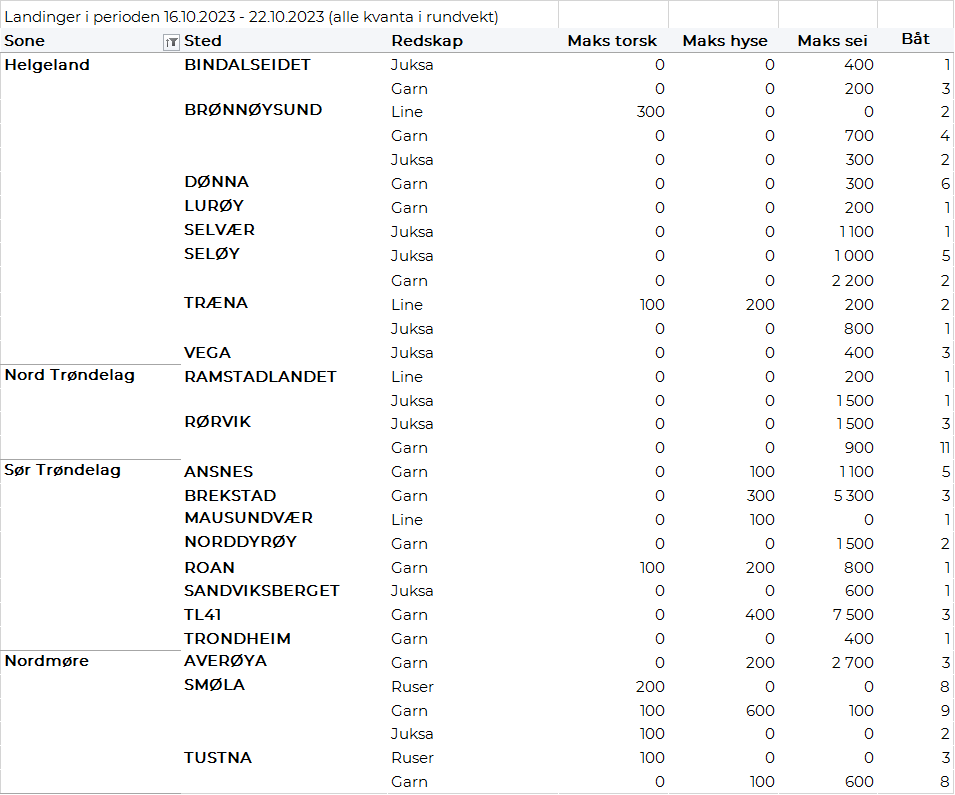 Landinger i perioden 16.10.2023 - 22.10.2023 (alle kvanta i rundvekt)
Sone Sted Redskap Maks torsk Maks hyse Maks sei Båt
Helgeland BINDALSEIDET Juksa 0 0 400 1
Garn 0 0 200 3
BRØNNØYSUND Line 300 0 0 2
Garn 0 0 700 4
Juksa 0 0 300 2
DØNNA Garn 0 0 300 6
LURØY Garn 0 0 200 1
SELVÆR Juksa 0 0 1 100 1
SELØY Juksa 0 0 1 000 5
Garn 0 0 2 200 2
TRÆNA Line 100 200 200 2
Juksa 0 0 800 1
VEGA Juksa 0 0 400 3
Nord Trøndelag RAMSTADLANDET Line 0 0 200 1
Juksa 0 0 1 500 1
RØRVIK Juksa 0 0 1 500 3
Garn 0 0 900 11
Sør Trøndelag ANSNES Garn 0 100 1 100 5
BREKSTAD Garn 0 300 5 300 3
MAUSUNDVÆR Line 0 100 0 1
NORDDYRØY Garn 0 0 1 500 2
ROAN Garn 100 200 800 1
SANDVIKSBERGET Juksa 0 0 600 1
TL41 Garn 0 400 7 500 3
TRONDHEIM Garn 0 0 400 1
Nordmøre AVERØYA Garn 0 200 2 700 3
SMØLA Ruser 200 0 0 8
Garn 100 600 100 9
Juksa 100 0 0 2
TUSTNA Ruser 100 0 0 3
Garn 0 100 600 8